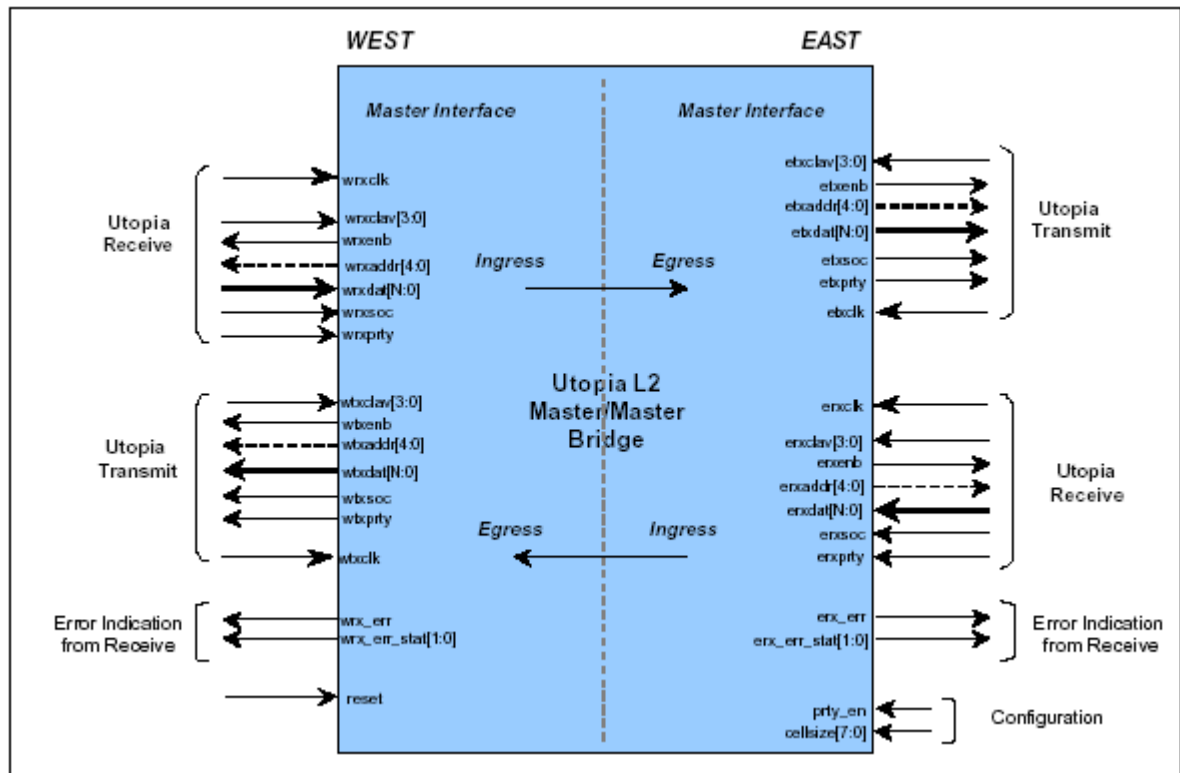 WEST
EAST
Master Interface
Master Interface
Utopia
Receive
wrxclk
wrxclav[3:0]
wrxenb
wrxaddr[4:0]
wrxdat[N:0]
wrxsoc
wrxprty
etxclav[3:0]
etxenb
etxaddr[4:0]
etxdat[N:0]
etxsoc
etxprty
etxclk
Utopia
Transmit
Ingress
Egress
Utopia L2
Master/Master
Bridge
Utopia
Transmit
wtxclav[3:0]
wtxenb
wtxaddr[4:0]
wtxdat[N:0]
wtxsoc
wtxprty
wtxclk
erxclk
erxclav[3:0]
erxenb
erxaddr[4:0]
erxdat[N:0]
erxsoc
erxprty
Utopia
Receive
Egress
Ingress
Error Indication
from Receive
wrx_err
wrx_err_stat[1:0]
erx_err
erx_err_stat[1:0]
Error Indication
from Receive
reset
prty_en
cellsize[7:0]
Configuration